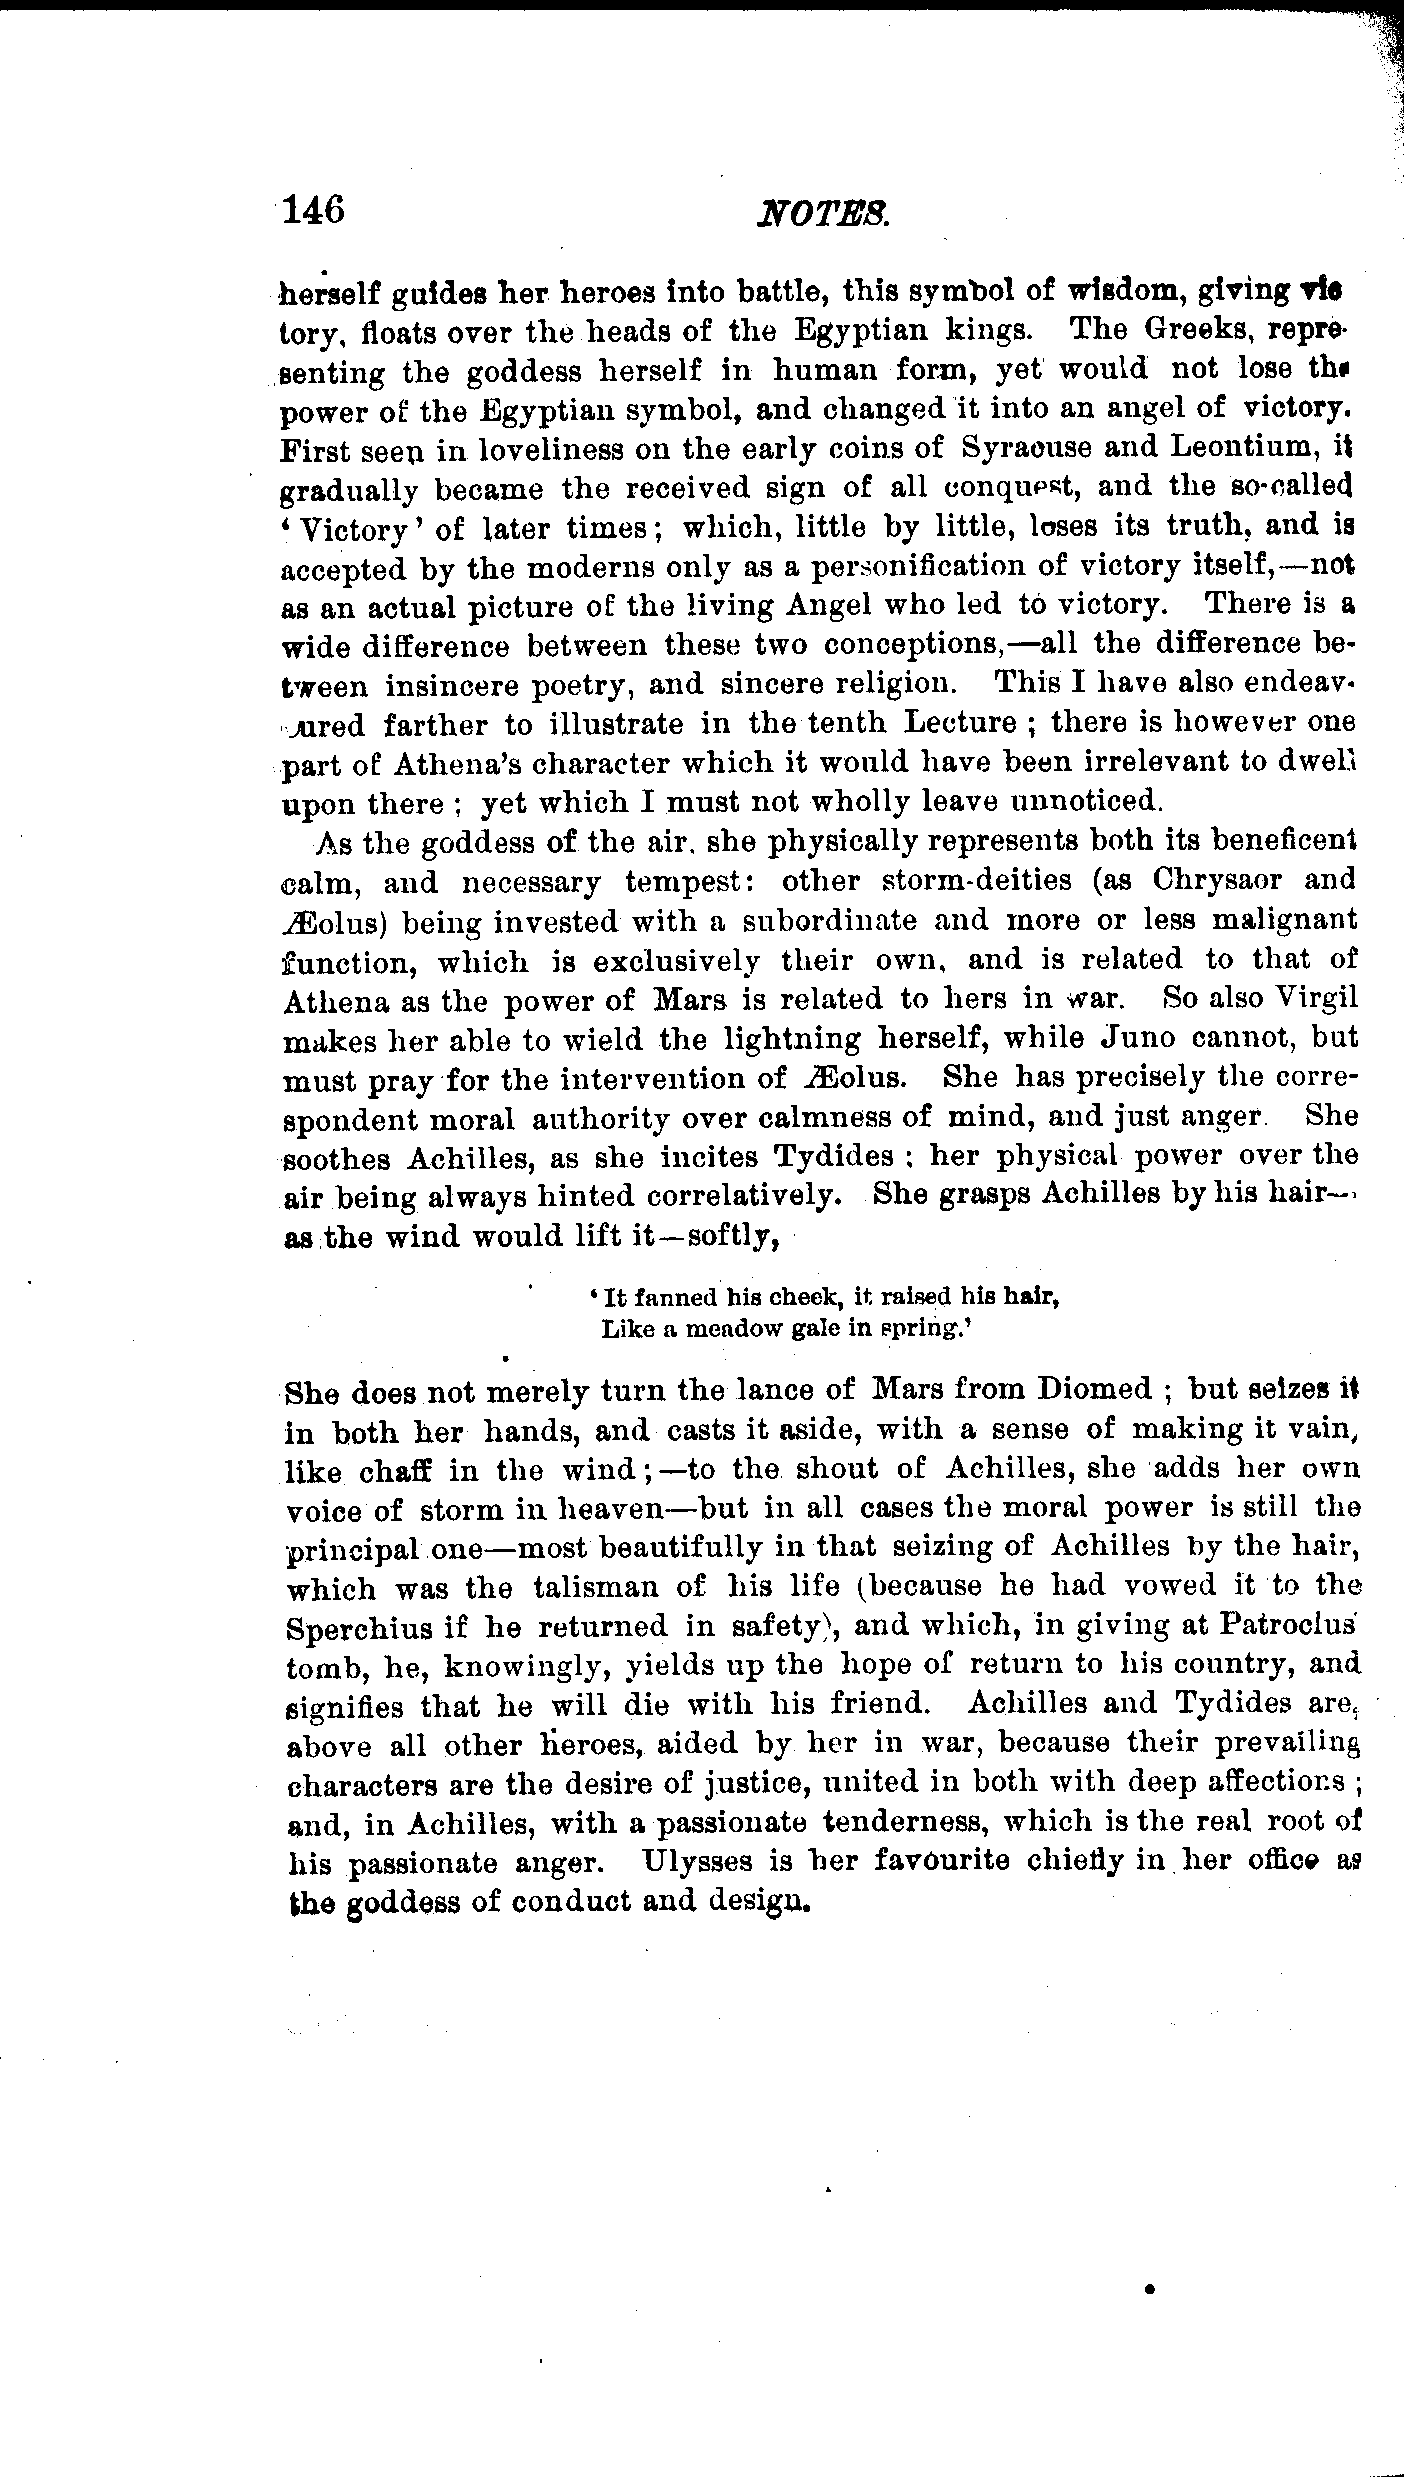 146 NOTES.
herself guides her heroes into battle, this symbol of wisdom, giving vic
tory, floats over the heads of the Egyptian kings. The Greeks, repre-
senting the goddess herself in human form, yet would not lose the
power of the Egyptian symbol, and changed it into an angel of victory.
First seen in loveliness on the early coins of Syracuse and Leontium, it
gradually became the received sign of all conquest, and the so-called
‘Victory’ of later times; which, little by little, loses its truth, and is
accepted by the moderns only as a personification of victory itself,—not
as an actual picture of the living Angel who led to victory. There is a
wide difference between these two conceptions,—all the difference be-
tween insincere poetry, and sincere religion. This I have also endeav-
oured farther to illustrate in the tenth Lecture; there is however one
part of Athena’s character which it would have been irrelevant to dwell
upon there; yet which I must not wholly leave unnoticed.
As the goddess of the air, she physically represents both its beneficent
calm, and necessary tempest: other storm-deities (as Chrysaor and
Æolus) being invested with a subordinate and more or less malignant
function, which is exclusively their own, and is related to that of
Athena as the power of Mars is related to hers in war. So also Virgil
makes her able to wield the lightning herself, while Juno cannot, but
must pray for the intervention of Æolus. She has precisely the corre-
spondent moral authority over calmness of mind, and just anger. She
soothes Achilles, as she incites Tydides; her physical power over the
air being always hinted correlatively. She grasps Achilles by his hair—
as the wind would lift it—softly,
‘It fanned his cheek, it raised his hair,
Like a meadow gale in spring.’
She does not merely turn the lance of Mars from Diomed; but seizes it
in both her hands, and casts it aside, with a sense of making it vain,
like chaff in the wind;—to the shout of Achilles, she adds her own
voice of storm in heaven—but in all cases the moral power is still the
principal one—most beautifully in that seizing of Achilles by the hair,
which was the talisman of his life (because he had vowed it to the
Sperchius if he returned in safety), and which, in giving at Patroclus’
tomb, he, knowingly, yields up the hope of return to his country, and
signifies that he will die with his friend. Achilles and Tydides are,
above all other heroes, aided by her in war, because their prevailing
characters are the desire of justice, united in both with deep affections;
and, in Achilles, with a passionate tenderness, which is the real root of
his passionate anger. Ulysses is her favourite chiefly in her office as
the goddess of conduct and design.